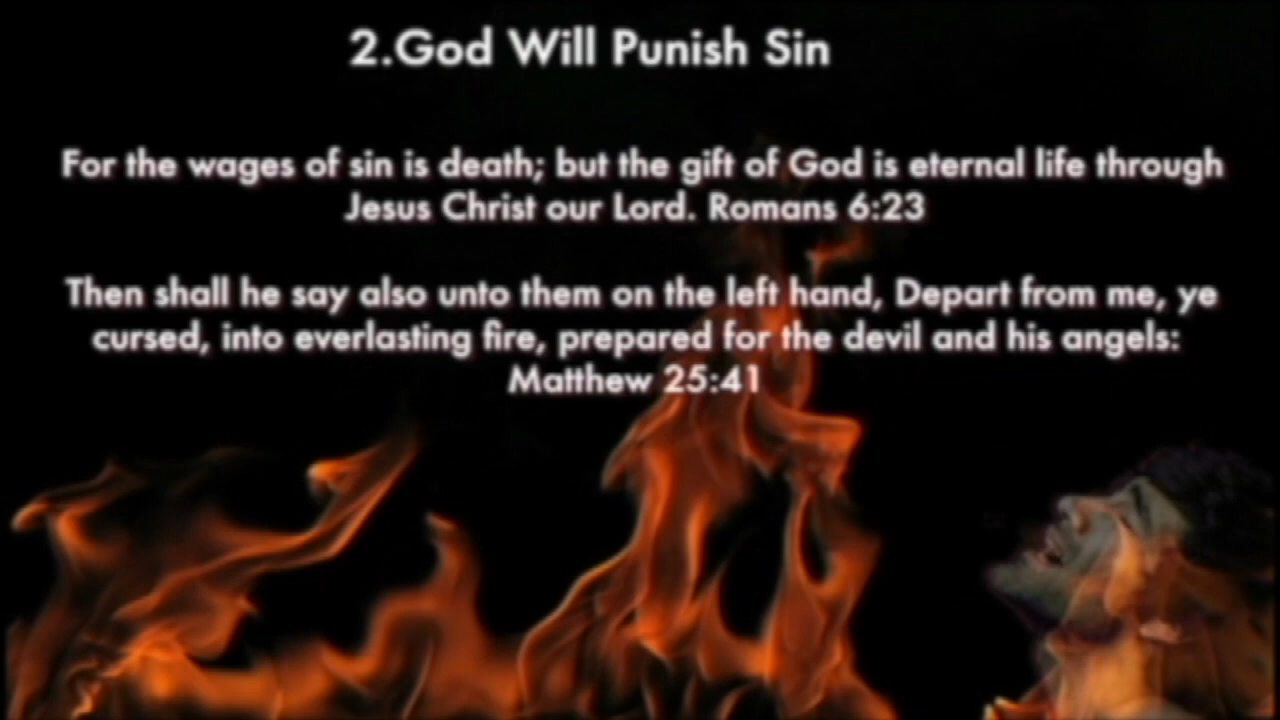 2.God Will Punish Sin
For the wages of sin is death; but the gift of God is eternal life through
Jesus Christ our Lord. Romans 6:23
Then shall he say also unto them on the left hand, Depart from me, ye
cursed, into everlasting fire, prepared for the devil and his angels:
Matthew 25:41